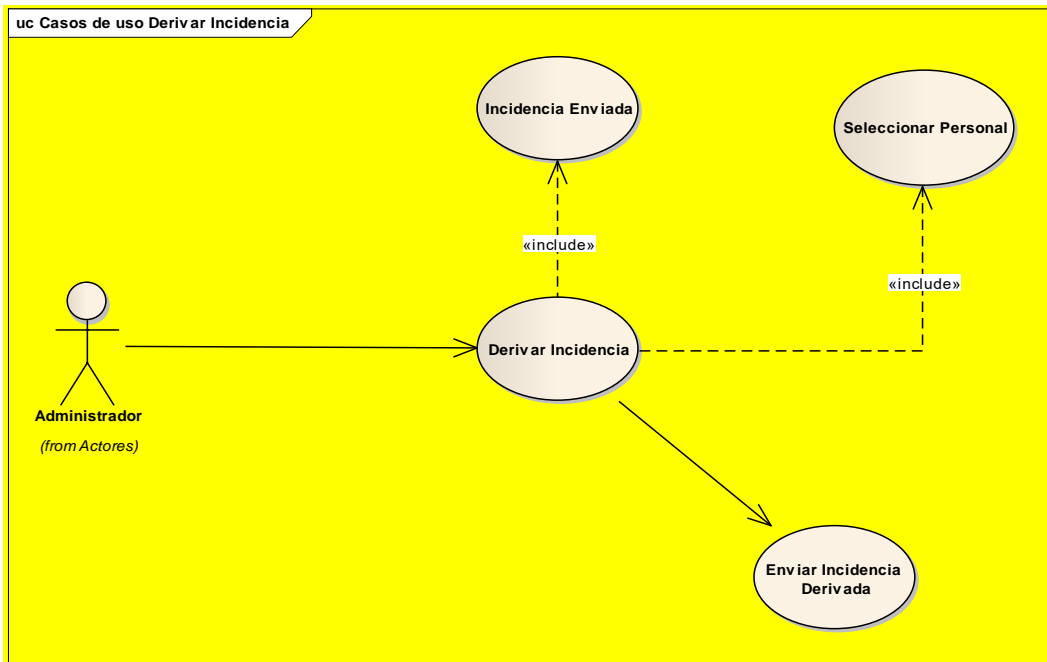 uc Casos de uso Derivar Incidencia
Incidencia Enviada
Seleccionar Personal
«include»
«include»
Derivar Incidencia
Administrador
(from Actores)
Enviar Incidencia
Derivada